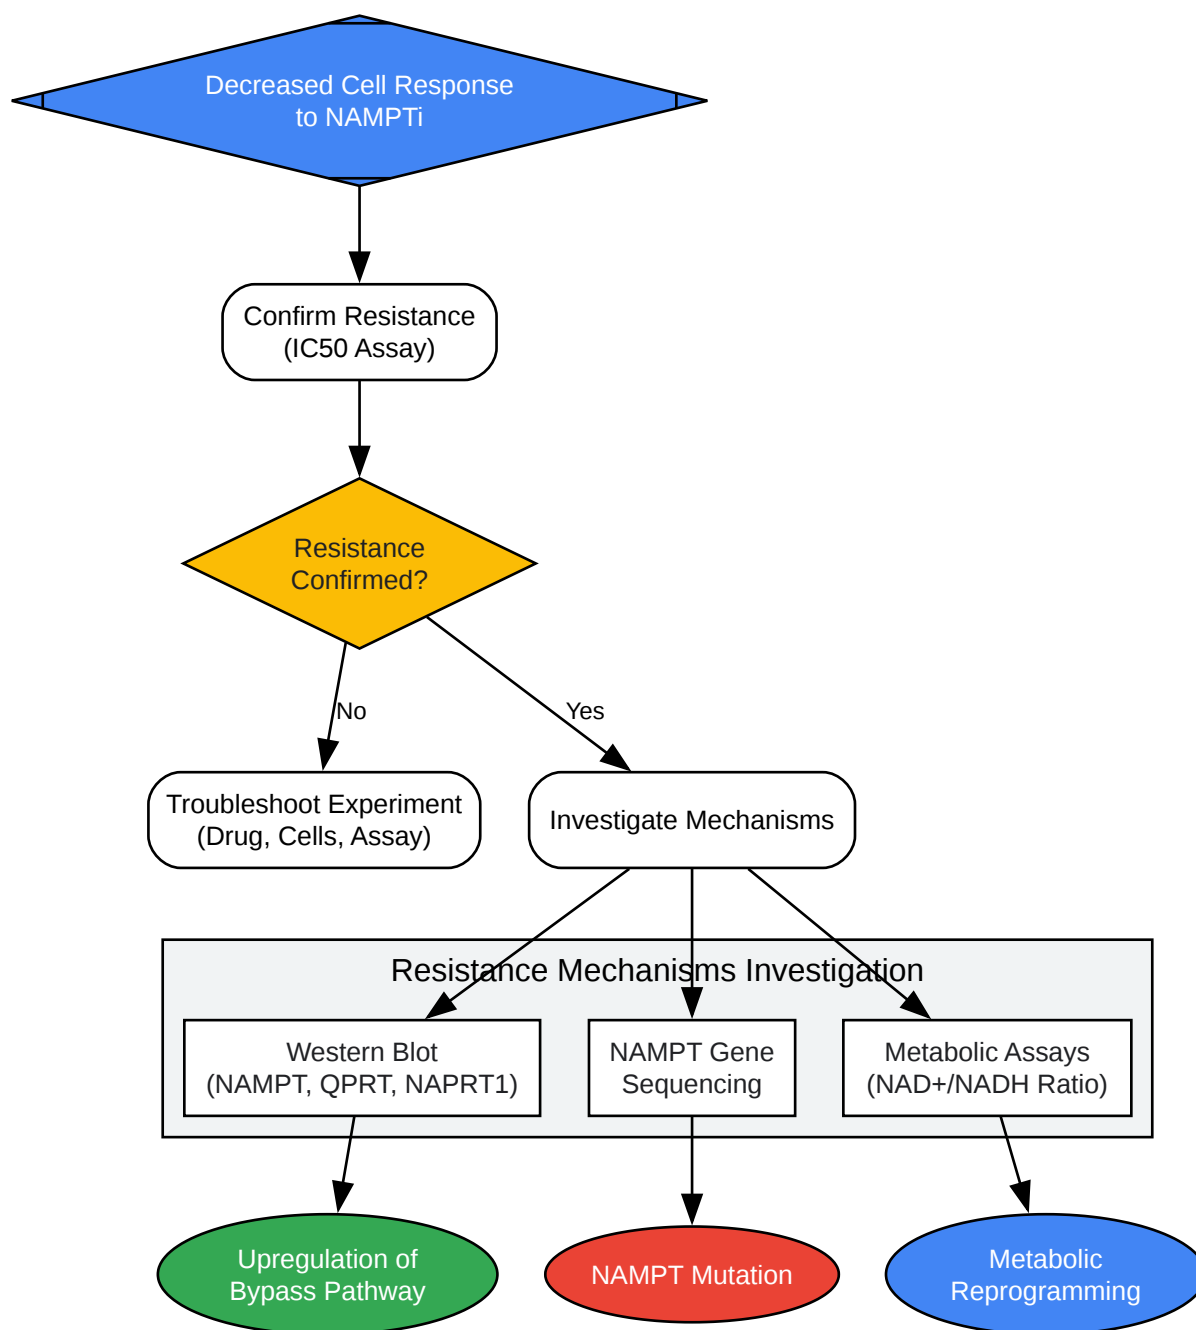 Decreased Cell Response
to NAMPTi
Confirm Resistance
(IC50 Assay)
Resistance
Confirmed?
No
Yes
Troubleshoot Experiment
(Drug, Cells, Assay)
Investigate Mechanisms
Resistance Mechanisms Investigation
Western Blot
(NAMPT, QPRT, NAPRT1)
NAMPT Gene
Sequencing
Metabolic Assays
(NAD+/NADH Ratio)
Upregulation of
Bypass Pathway
NAMPT Mutation
Metabolic
Reprogramming